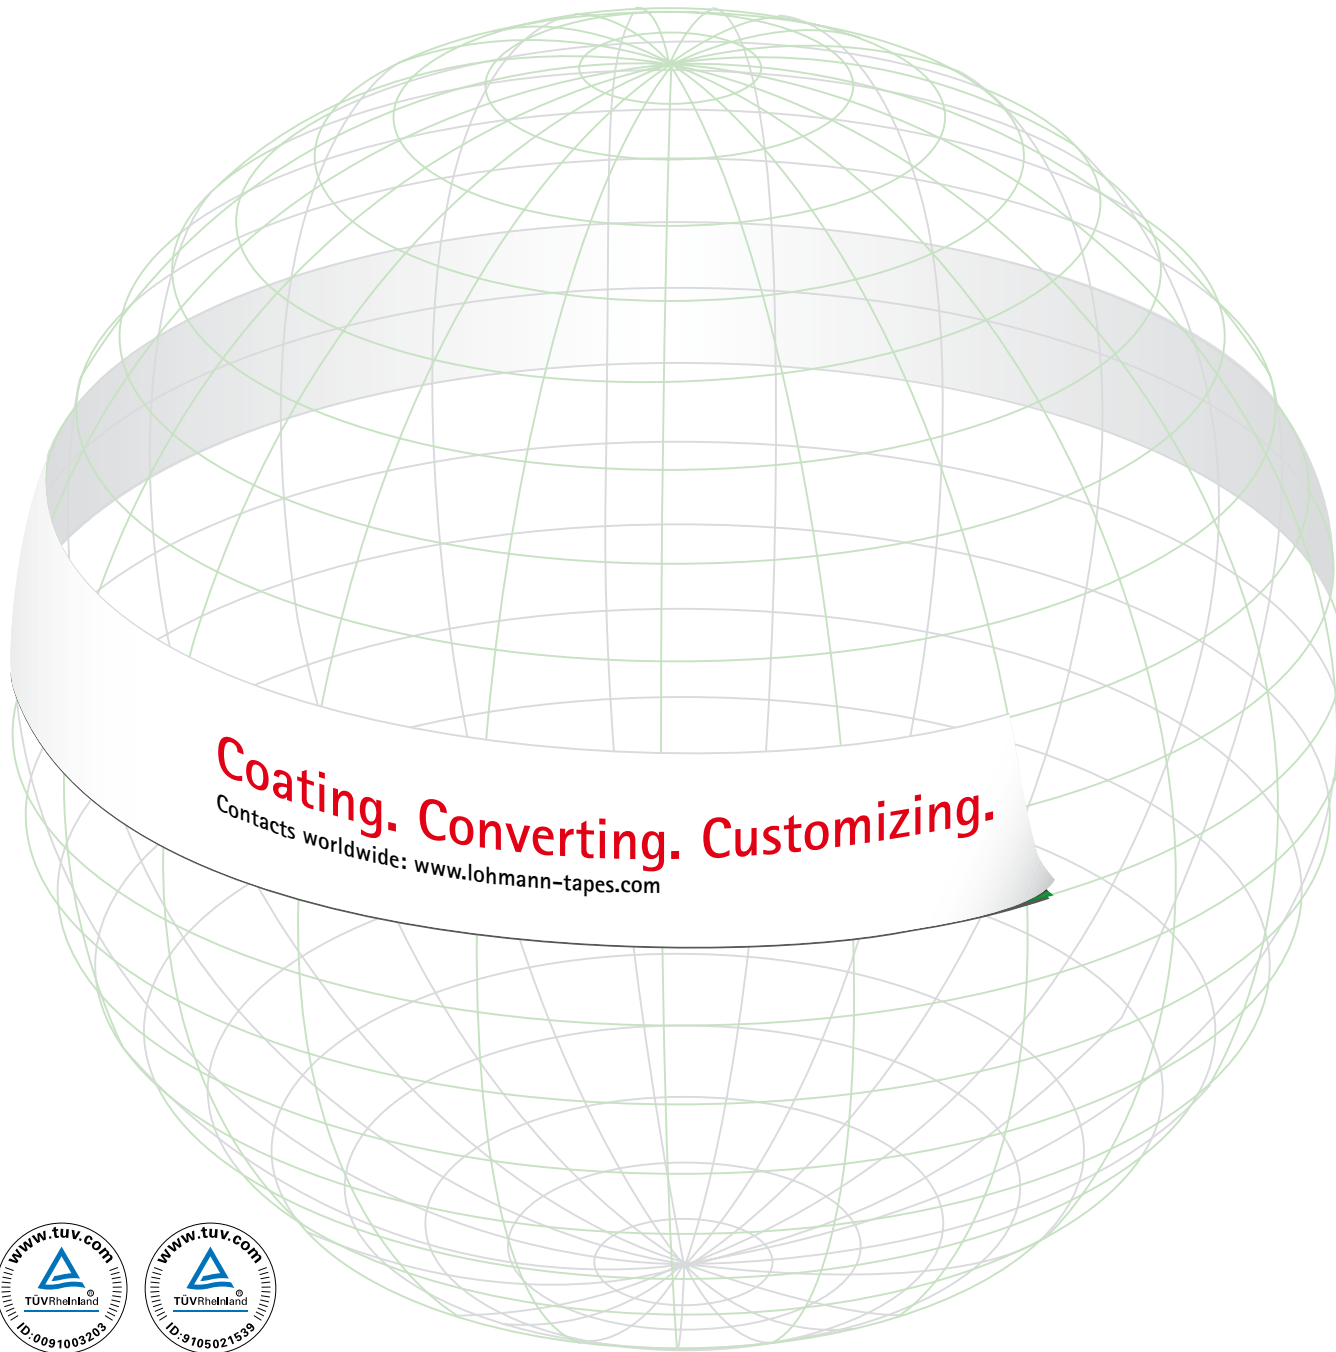 Coating. Converting. Customizing.
Contacts worldwide: www.lohmann-tapes.com
www.tuv.com
TÜVRheinland®
ID:0091003203
www.tuv.com
TÜVRheinland®
ID:9105021539